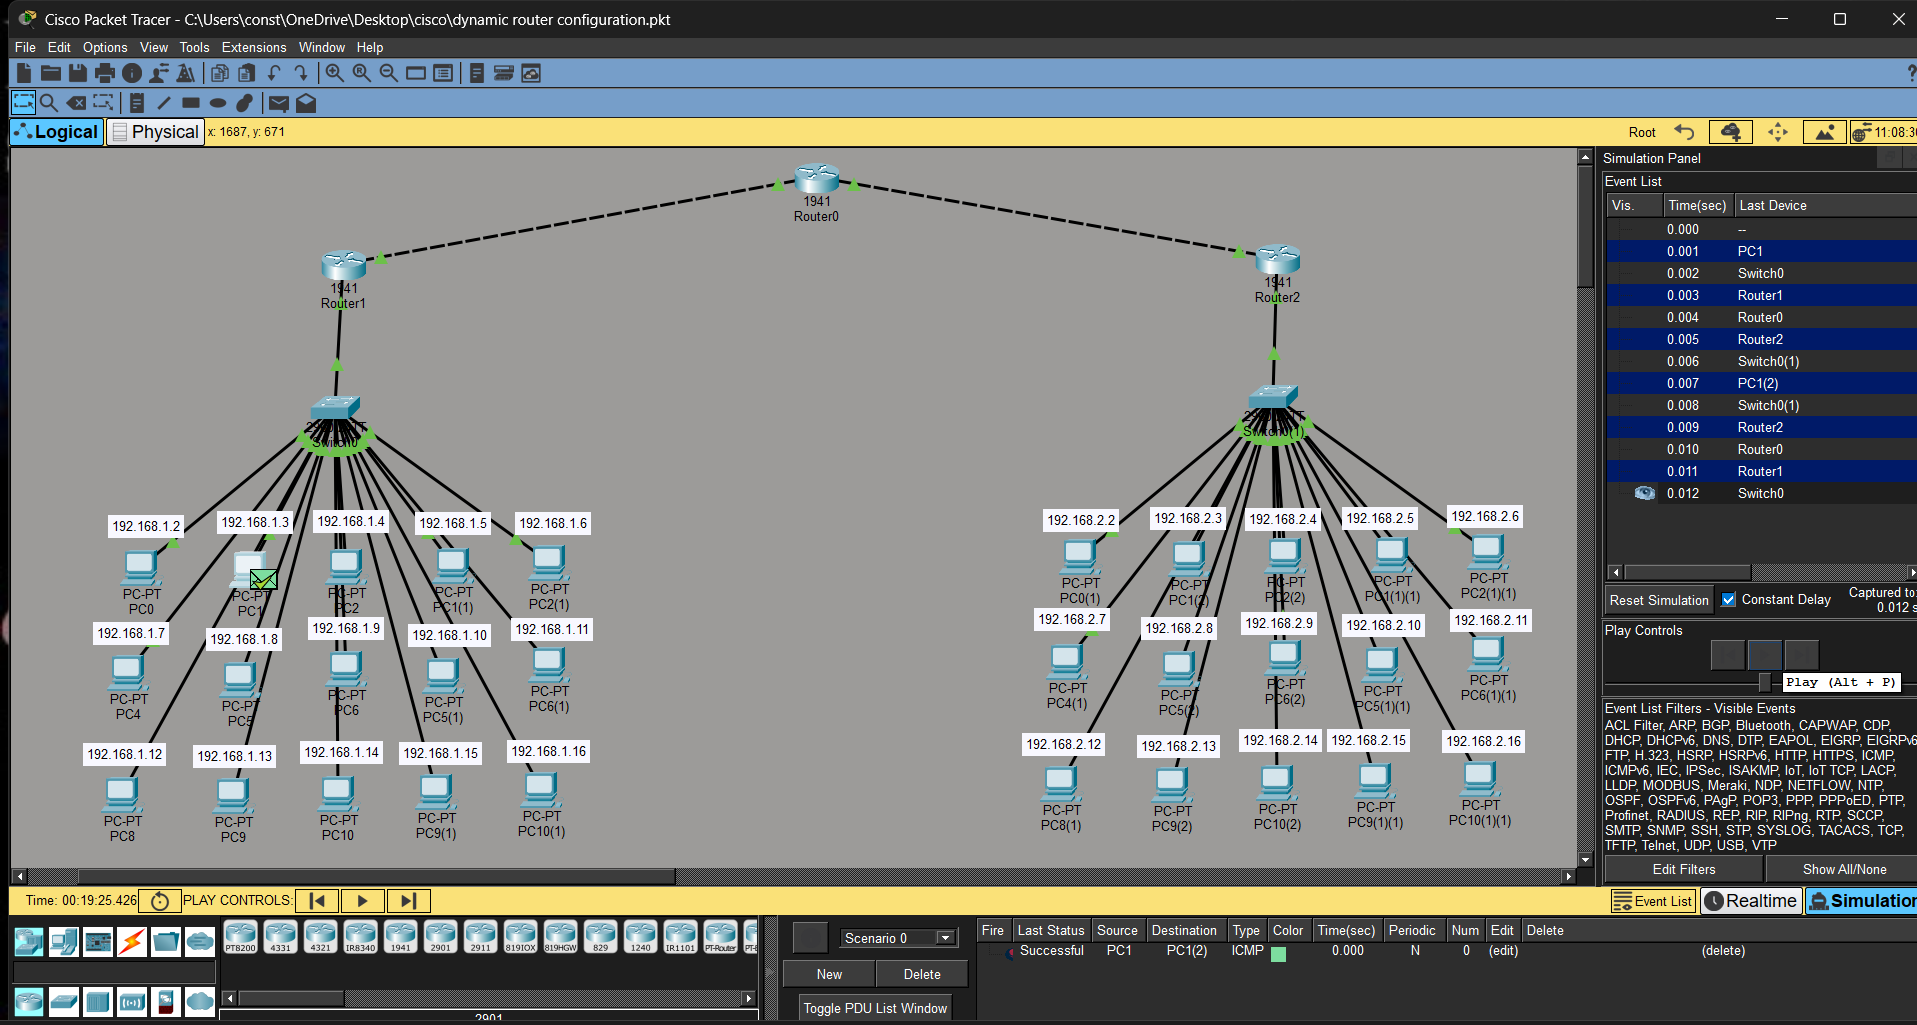 Cisco Packet Tracer - C:\Users\const\OneDrive\Desktop\cisco\dynamic router configuration.pkt
File Edit Options View Tools Extensions Window Help
Logical Physical x: 1687, y: 671
Root 11:08:30
1941
Router0
1941
Router1
1941
Router2
Switch0
Switch0(1)
192.168.1.2 192.168.1.3 192.168.1.4 192.168.1.5 192.168.1.6
PC-PT PC-PT PC-PT PC-PT PC-PT
PC0 PC1 PC2 PC1(1) PC2(1)
192.168.1.7 192.168.1.8 192.168.1.9 192.168.1.10 192.168.1.11
PC-PT PC-PT PC-PT PC-PT PC-PT
PC4 PC5 PC6 PC5(1) PC6(1)
192.168.1.12 192.168.1.13 192.168.1.14 192.168.1.15 192.168.1.16
PC-PT PC-PT PC-PT PC-PT PC-PT
PC8 PC9 PC10 PC9(1) PC10(1)
192.168.2.2 192.168.2.3 192.168.2.4 192.168.2.5 192.168.2.6
PC-PT PC-PT PC-PT PC-PT PC-PT
PC0(1) PC1(2) PC2(2) PC1(1)(1) PC2(1)(1)
192.168.2.7 192.168.2.8 192.168.2.9 192.168.2.10 192.168.2.11
PC-PT PC-PT PC-PT PC-PT PC-PT
PC4(1) PC5(2) PC6(2) PC5(1)(1) PC6(1)(1)
192.168.2.12 192.168.2.13 192.168.2.14 192.168.2.15 192.168.2.16
PC-PT PC-PT PC-PT PC-PT PC-PT
PC8(1) PC9(2) PC10(2) PC9(1)(1) PC10(1)(1)
Simulation Panel
Event List
Vis. Time(sec) Last Device
0.000 --
0.001 PC1
0.002 Switch0
0.003 Router1
0.004 Router0
0.005 Router2
0.006 Switch0(1)
0.007 PC1(2)
0.008 Switch0(1)
0.009 Router2
0.010 Router0
0.011 Router1
0.012 Switch0
Reset Simulation Constant Delay Captured to:
0.012 s
Play Controls
Play (Alt + P)
Event List Filters - Visible Events
ACL Filter, ARP, BGP, Bluetooth, CAPWAP, CDP,
DHCP, DHCPv6, DNS, DTP, EAPOL, EIGRP, EIGRPv6
FTP, H.323, HSRP, HSRPv6, HTTP, HTTPS, ICMP,
ICMPv6, IEC, IPSec, ISAKMP, IoT, IoT TCP, LACP,
LLDP, MODBUS, Meraki, NDP, NETFLOW, NTP,
OSPF, OSPFv6, PAgP, POP3, PPP, PPPoED, PTP,
Profinet, RADIUS, REP, RIP, RIPng, RTP, SCCP,
SMTP, SNMP, SSH, STP, SYSLOG, TACACS, TCP,
TFTP, Telnet, UDP, USB, VTP
Edit Filters Show All/None
Time: 00:19:25.426 PLAY CONTROLS:
Event List Realtime Simulation
PT8200 4331 4321 IR8340 1941 2901 2911 819IOX 819HGW 829 1240 IR1101 PT-Router PT-E
2901
Scenario 0
New Delete
Toggle PDU List Window
Fire Last Status Source Destination Type Color Time(sec) Periodic Num Edit Delete
Successful PC1 PC1(2) ICMP 0.000 N 0 (edit) (delete)